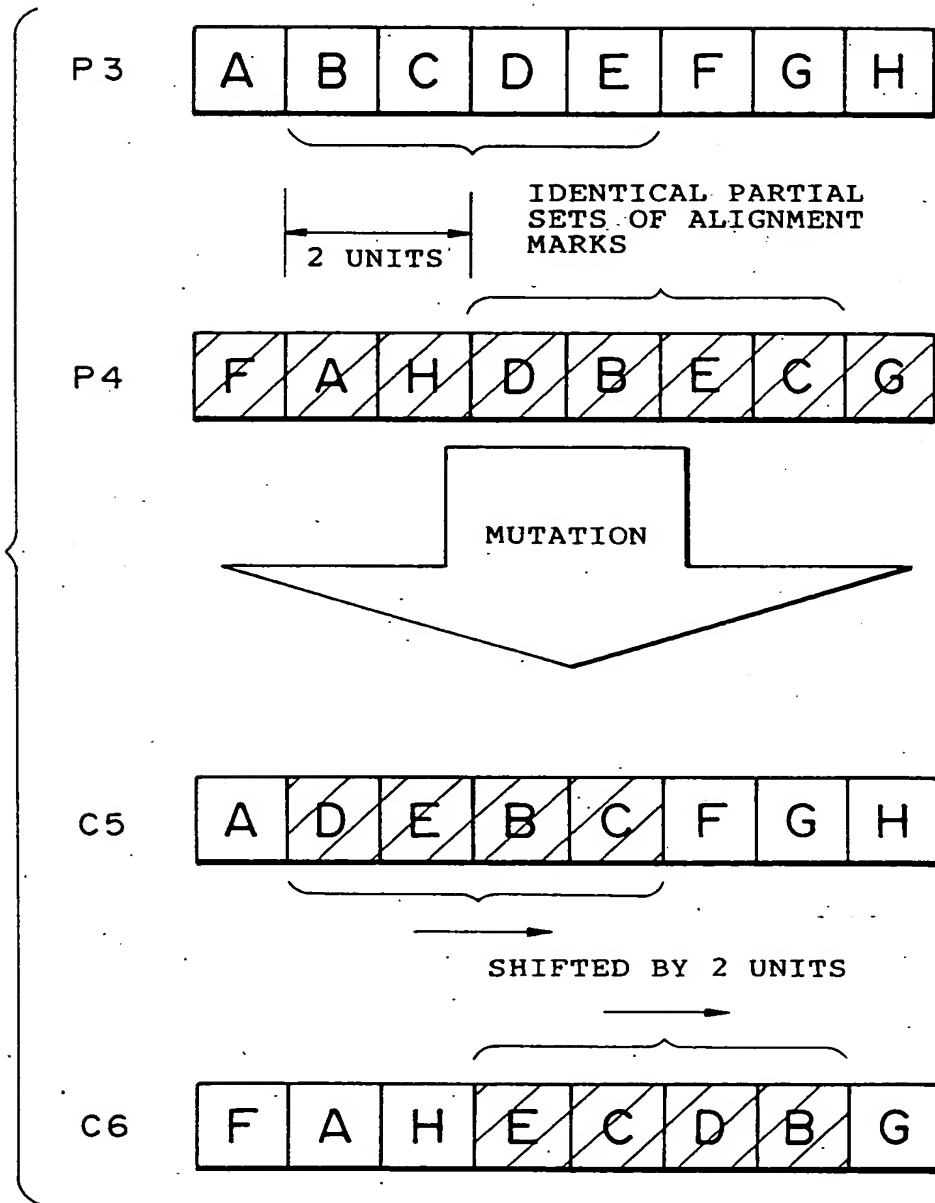 P3 A B C D E F G H
IDENTICAL PARTIAL
SETS OF ALIGNMENT
MARKS
2 UNITS
P4 F A H D B E C G
MUTATION
C5 A D E B C F G H
SHIFTED BY 2 UNITS
C6 F A H E C D B G